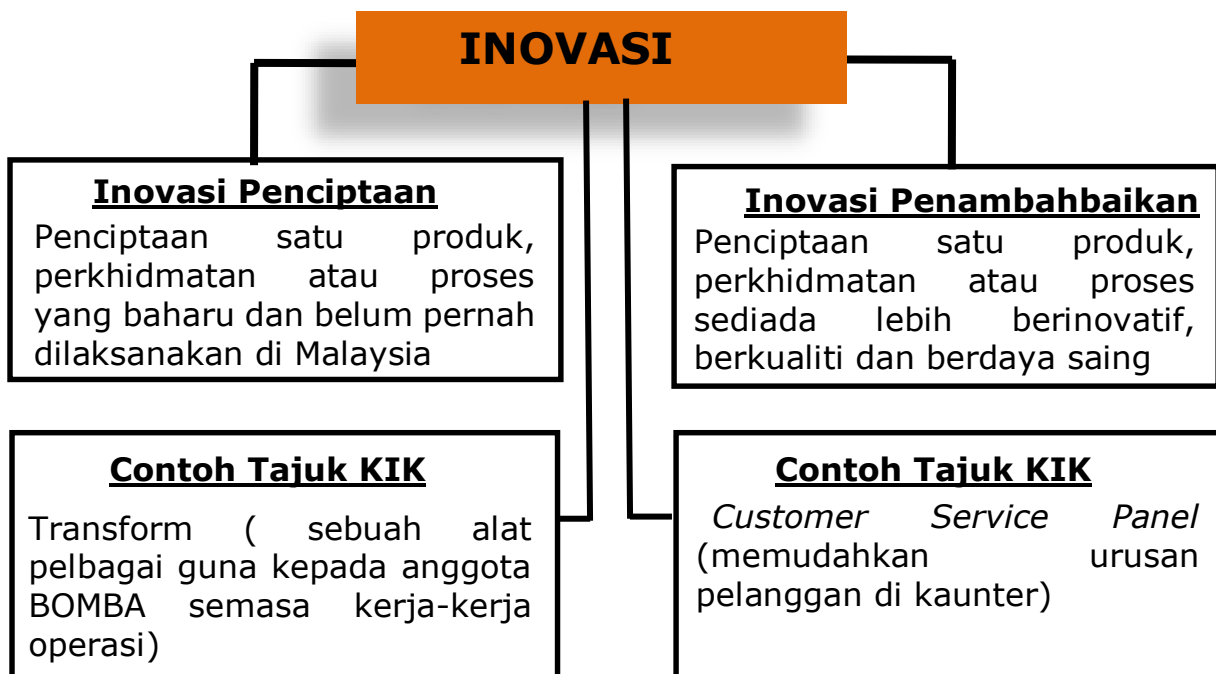 INOVASI
Inovasi Penciptaan
Penciptaan satu produk,
perkhidmatan atau proses
yang baharu dan belum pernah
dilaksanakan di Malaysia
Inovasi Penambahbaikan
Penciptaan satu produk,
perkhidmatan atau proses
sediada lebih berinovatif,
berkualiti dan berdaya saing
Contoh Tajuk KIK
Transform ( sebuah alat
pelbagai guna kepada anggota
BOMBA semasa kerja-kerja
operasi)
Contoh Tajuk KIK
Customer Service Panel
(memudahkan urusan
pelanggan di kaunter)